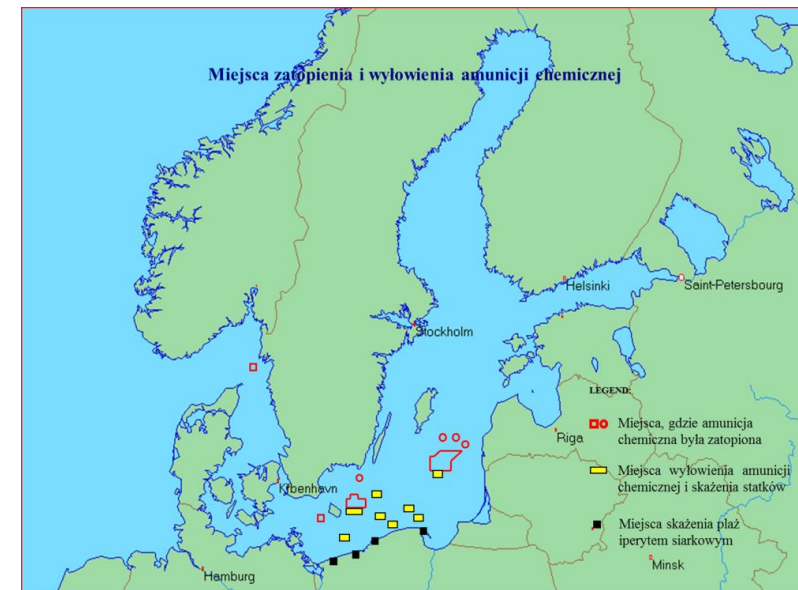 Miejsca zatopienia i wyłowienia amunicji chemicznej
Helsinki
Saint-Petersbourg
Stockholm
LEGEND:
Miejsca, gdzie amunicja
chemiczna była zatopiona
Riga
Miejsca wyłowienia amunicji
chemicznej i skażenia statków
Kfbenhavn
Miejsca skażenia plaż
iperytem siarkowym
Minsk
Hamburg